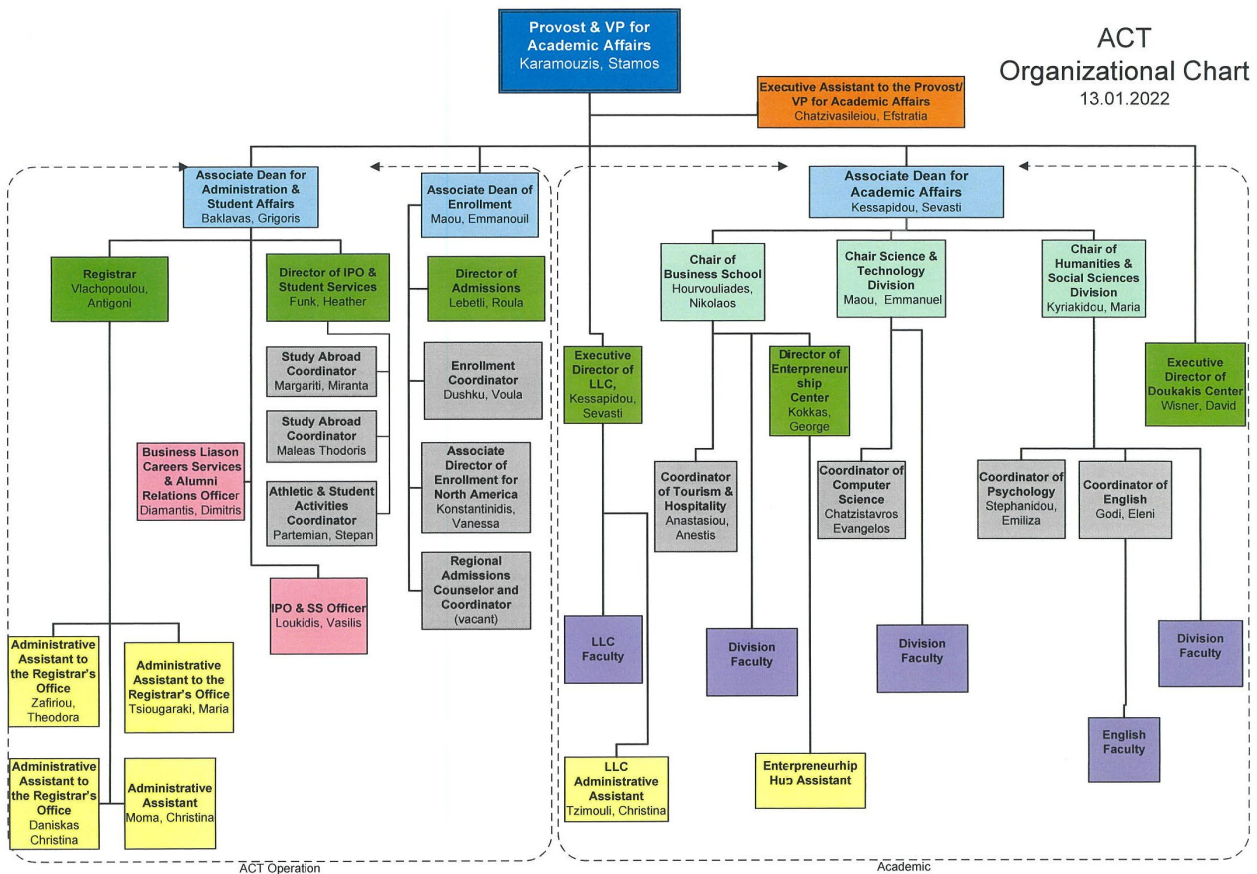 Provost & VP for
Academic Affairs
Karamouzis, Stamos
ACT
Organizational Chart
13.01.2022
Executive Assistant to the Provost/
VP for Academic Affairs
Chatzivasileiou, Efstratia
Associate Dean for
Administration &
Student Affairs
Baklavas, Grigoris
Associate Dean of
Enrollment
Maou, Emmanouil
Associate Dean for
Academic Affairs
Kessapidou, Sevasti
Registrar
Vlachopoulou,
Antigoni
Director of IPO &
Student Services
Funk, Heather
Director of
Admissions
Lebetli, Roula
Chair of
Business School
Hourvouliades,
Nikolaos
Chair Science &
Technology
Division
Maou, Emmanuel
Chair of
Humanities &
Social Sciences
Division
Kyriakidou, Maria
Study Abroad
Coordinator
Margariti, Miranta
Enrollment
Coordinator
Dushku, Voula
Executive
Director of
LLC,
Kessapidou,
Sevasti
Director of
Enterpreneur
ship
Center
Kokkas,
George
Executive
Director of
Doukakis Center
Wisner, David
Study Abroad
Coordinator
Maleas Thodoris
Business Liason
Careers Services
& Alumni
Relations Officer
Diamantis, Dimitris
Athletic & Student
Activities
Coordinator
Partemian, Stepan
Associate
Director of
Enrollment for
North America
Konstantinidis,
Vanessa
Coordinator
of Tourism &
Hospitality
Anastasiou,
Anestis
Coordinator of
Computer
Science
Chatzistavros
Evangelos
Coordinator of
Psychology
Stephanidou,
Emiliza
Coordinator
of English
Godi, Eleni
Regional
Admissions
Counselor and
Coordinator
(vacant)
IPO & SS Officer
Loukidis, Vasilis
LLC
Faculty
Division
Faculty
Division
Faculty
Division
Faculty
Administrative
Assistant to
the Registrar's
Office
Zafiriou,
Theodora
Administrative
Assistant to the
Registrar's Office
Tsiougaraki, Maria
English
Faculty
Administrative
Assistant to
the Registrar's
Office
Daniskas
Christina
Administrative
Assistant
Moma, Christina
LLC
Administrative
Assistant
Tzimouli, Christina
Enterpreneurhip
Hub Assistant
ACT Operation
Academic